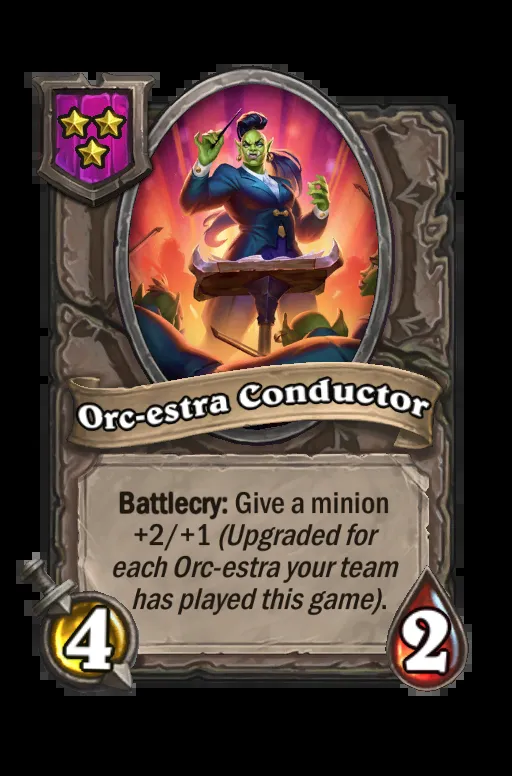 Orc-estra Conductor
Battlecry: Give a minion
+2/+1 (Upgraded for
each Orc-estra your team
has played this game).
4
2